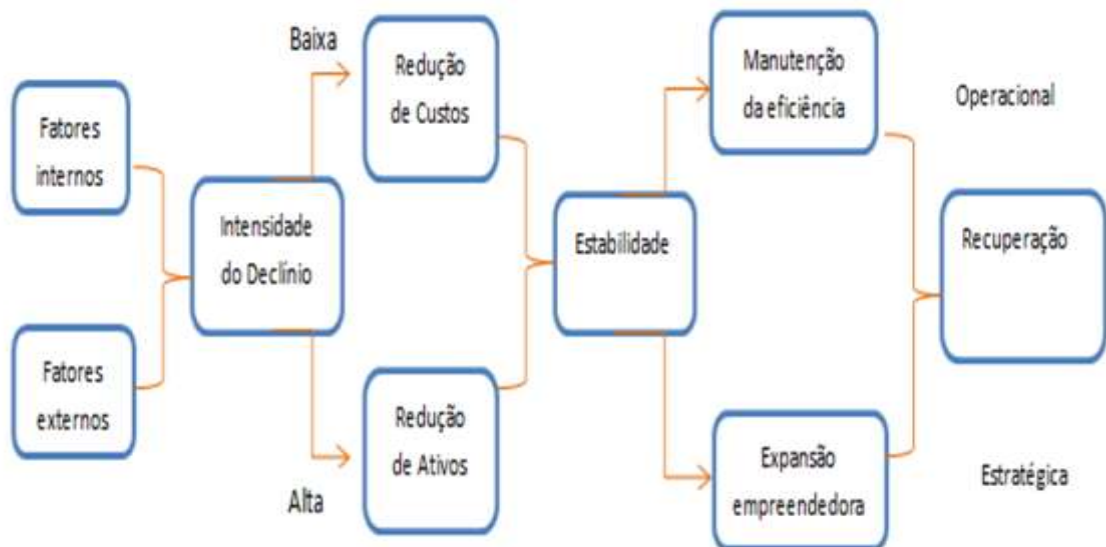 Fatores
internos
Fatores
externos
Intensidade
do Declínio
Baixa
Alta
Redução
de Custos
Redução
de Ativos
Estabilidade
Manutenção
da eficiência
Expansão
empreendedora
Operacional
Recuperação
Estratégica